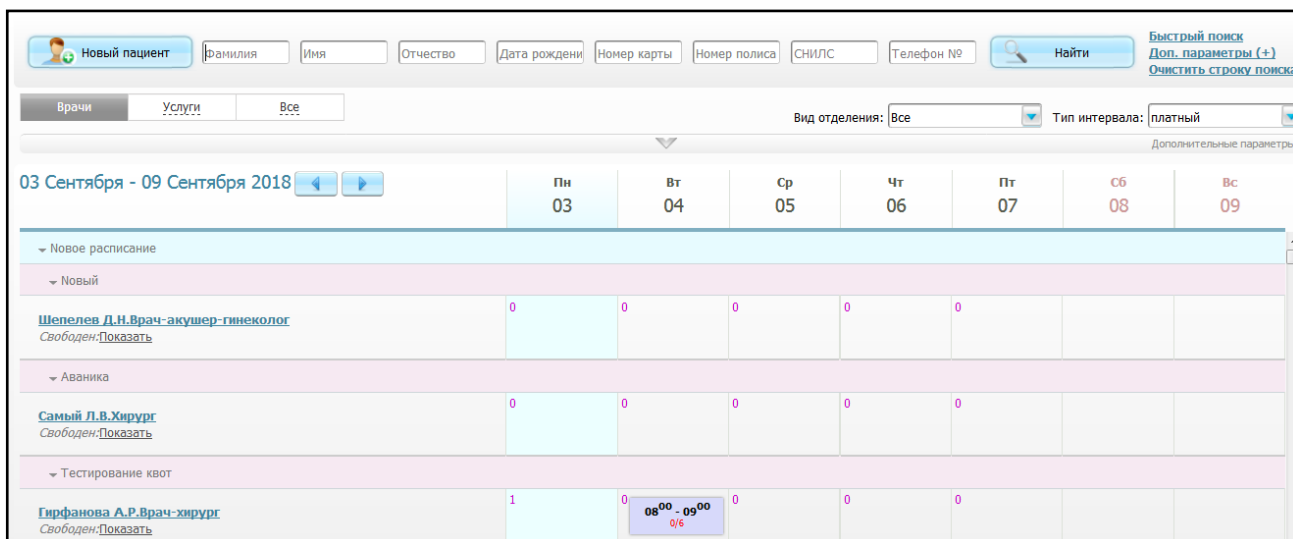 Новый пациент Фамилия Имя Отчество Дата рождени Номер карты Номер полиса СНИЛС Телефон № Найти
Быстрый поиск
Доп. параметры (+)
Очистить строку поиска
Врачи Услуги Все Вид отделения: Все Тип интервала: платный
Дополнительные параметры
03 Сентября - 09 Сентября 2018 Пн Вт Ср Чт Пт Сб Вс
03 04 05 06 07 08 09
Nовое расписание
Nовый
0 0 0 0 0
Шепелев Д.Н.Врач-акушер-гинеколог
Свободен:Показать
Аваника
0 0 0 0 0
Самый Л.В.Хирург
Свободен:Показать
Тестирование квот
1 0 0 0 0
Гирфанова А.Р.Врач-хирург 08⁰⁰ - 09⁰⁰
Свободен:Показать 0/6